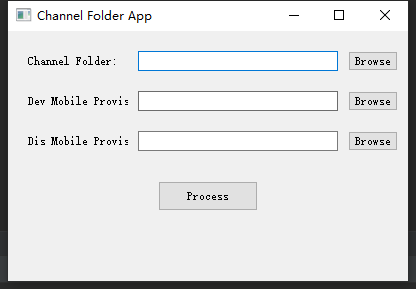 Channel Folder App
Channel Folder: Browse
Dev Mobile Provis Browse
Dis Mobile Provis Browse
Process